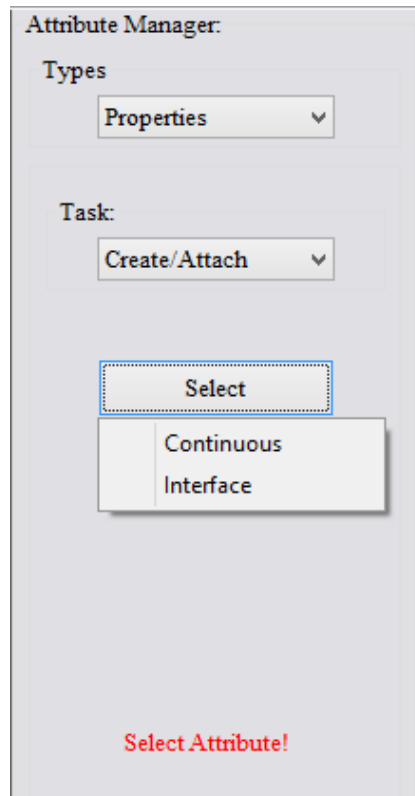 Attribute Manager:
Types
Properties
Task:
Create/Attach
Select
Continuous
Interface
Select Attribute!